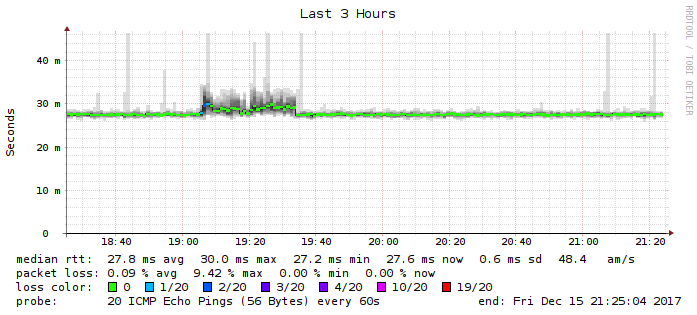 Last 3 Hours
RRDTOOL / TOBI OETIKER
Seconds
40 m
30 m
20 m
10 m
0
18:40 19:00 19:20 19:40 20:00 20:20 20:40 21:00 21:20
median rtt: 27.8 ms avg 30.0 ms max 27.2 ms min 27.6 ms now 0.6 ms sd 48.4 am/s
packet loss: 0.09 % avg 9.42 % max 0.00 % min 0.00 % now
loss color: 0 1/20 2/20 3/20 4/20 10/20 19/20
probe: 20 ICMP Echo Pings (56 Bytes) every 60s end: Fri Dec 15 21:25:04 2017